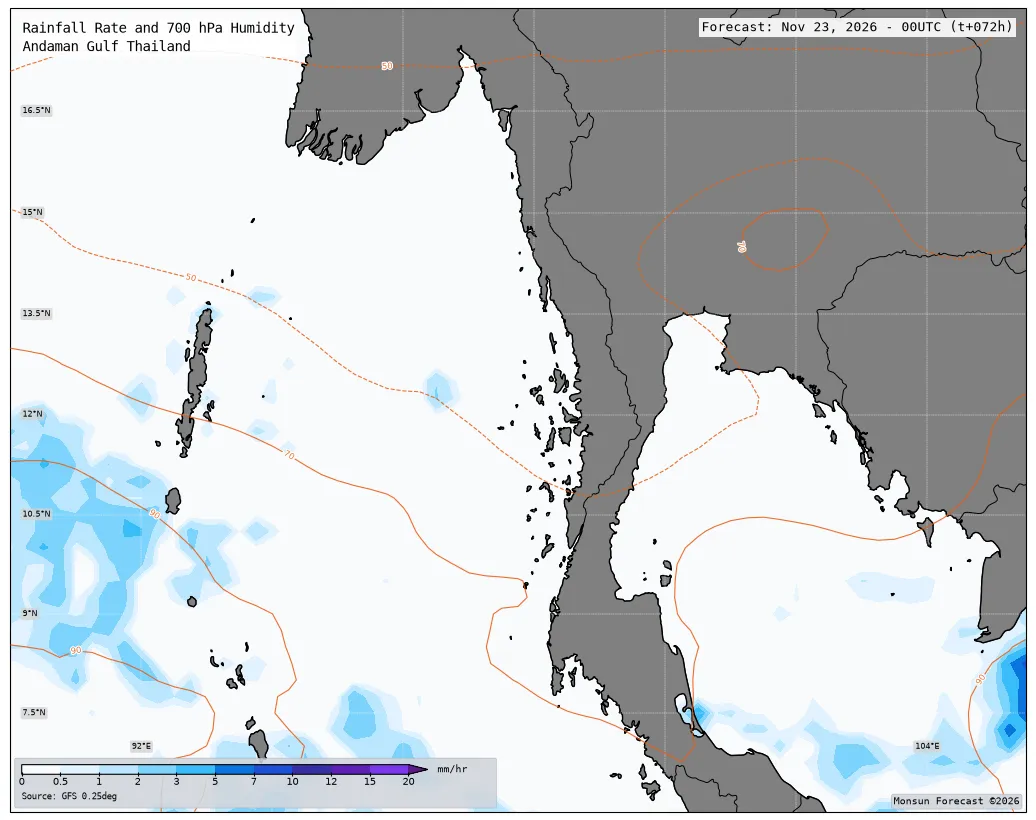 Rainfall Rate and 700 hPa Humidity
Andaman Gulf Thailand
Forecast: Nov 23, 2026 - 00UTC (t+072h)
50
16.5°N
15°N
70
50
13.5°N
12°N
70
90
10.5°N
9°N
90
90
7.5°N
92°E
104°E
mm/hr
0 0.5 1 2 3 5 7 10 12 15 20
Source: GFS 0.25deg
Monsun Forecast ©2026